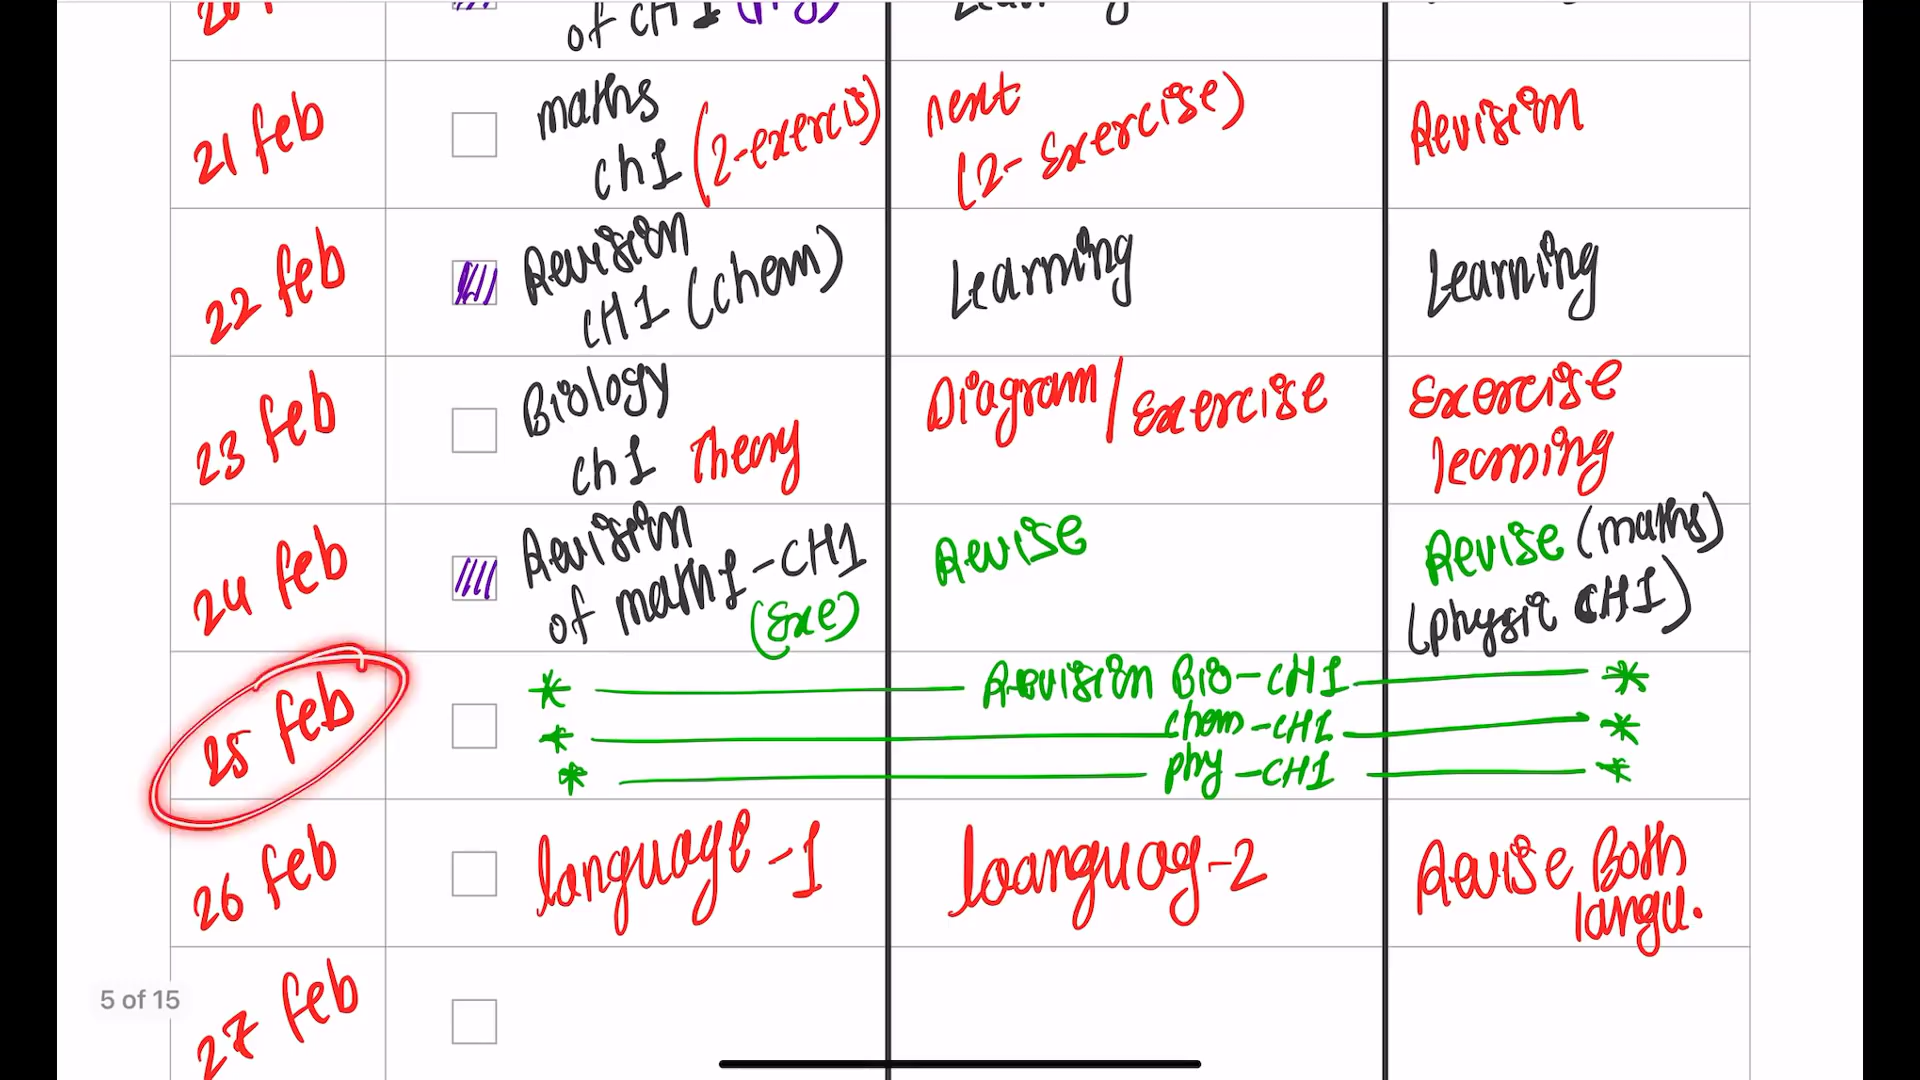 of CH1
21 feb
maths
ch1 (2-exercis)
next
(2- Exercise)
Revision
22 feb
Revision
CH1 (chem)
Learning
Learning
23 feb
Biology
ch1 Theory
Diagram / Exercise
Exercise
learning
24 feb
Revision
of math1-CH1
(Exe)
Revise
Revise (maths)
(physic CH1)
25 feb
* Revision Bio-CH1 *
* chem-CH1 *
* phy-CH1 *
26 feb
language-1
loanguag-2
Revise Both
langu.
27 feb
5 of 15